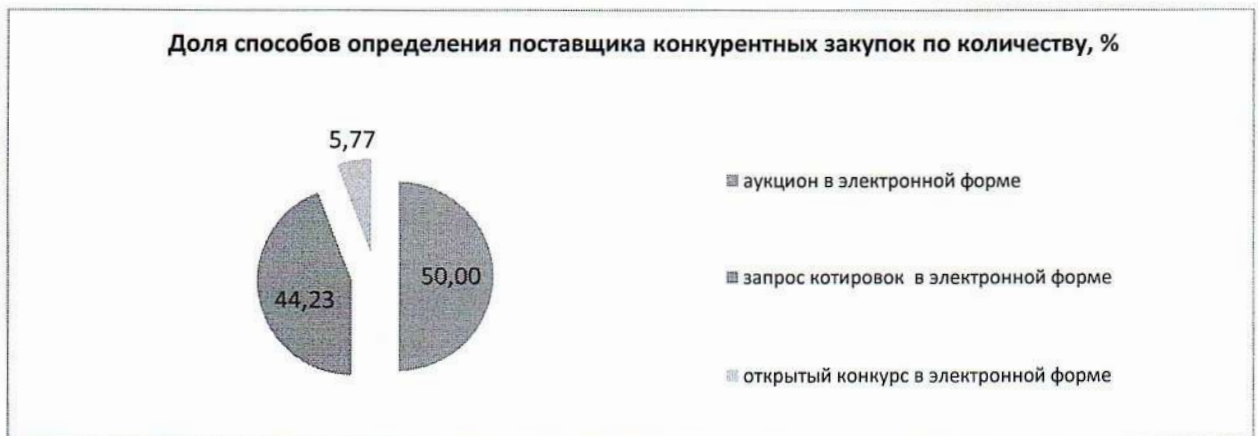 Доля способов определения поставщика конкурентных закупок по количеству, %
5,77
50,00
44,23
аукцион в электронной форме
запрос котировок в электронной форме
открытый конкурс в электронной форме